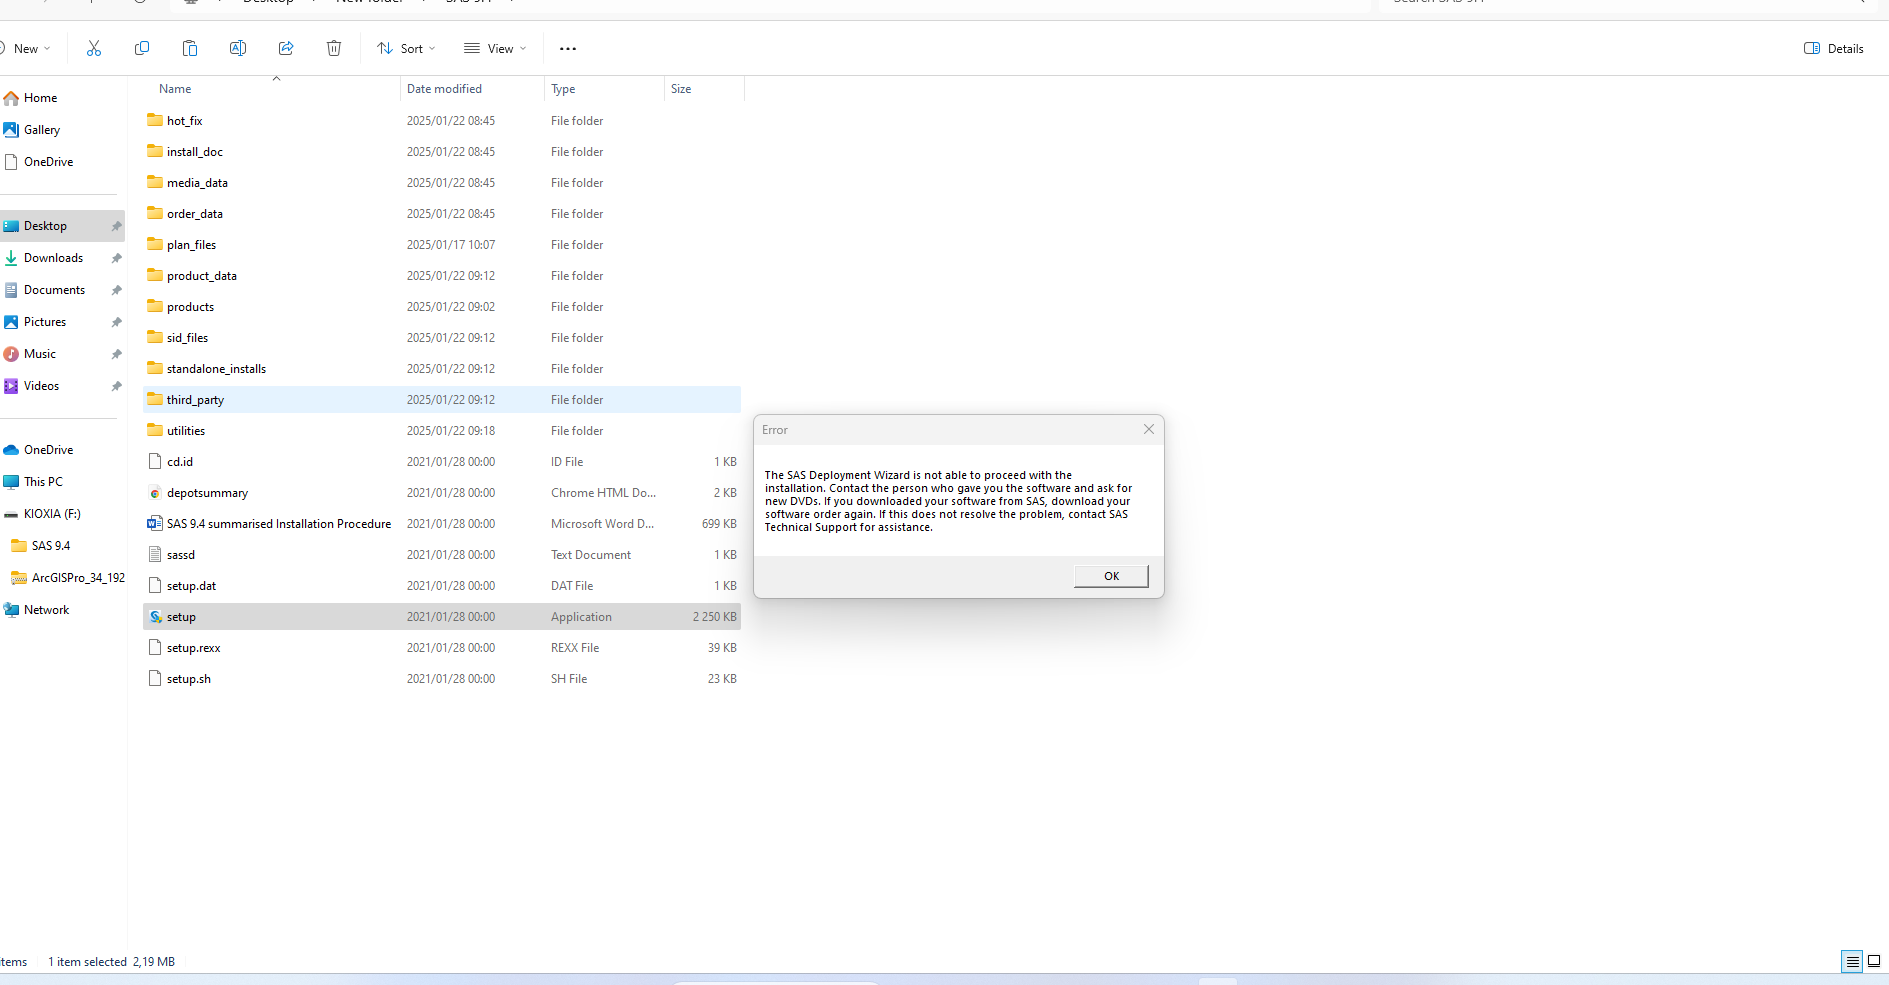 Desktop
New folder
New
Sort
View
Details
Name Date modified Type Size
Home
Gallery
OneDrive
Desktop
Downloads
Documents
Pictures
Music
Videos
OneDrive
This PC
KIOXIA (F:)
SAS 9.4
ArcGISPro_34_192
Network
hot_fix 2025/01/22 08:45 File folder
install_doc 2025/01/22 08:45 File folder
media_data 2025/01/22 08:45 File folder
order_data 2025/01/22 08:45 File folder
plan_files 2025/01/17 10:07 File folder
product_data 2025/01/22 09:12 File folder
products 2025/01/22 09:02 File folder
sid_files 2025/01/22 09:12 File folder
standalone_installs 2025/01/22 09:12 File folder
third_party 2025/01/22 09:12 File folder
utilities 2025/01/22 09:18 File folder
cd.id 2021/01/28 00:00 ID File 1 KB
depotsummary 2021/01/28 00:00 Chrome HTML Do... 2 KB
SAS 9.4 summarised Installation Procedure 2021/01/28 00:00 Microsoft Word D... 699 KB
sassd 2021/01/28 00:00 Text Document 1 KB
setup.dat 2021/01/28 00:00 DAT File 1 KB
setup 2021/01/28 00:00 Application 2 250 KB
setup.rexx 2021/01/28 00:00 REXX File 39 KB
setup.sh 2021/01/28 00:00 SH File 23 KB
Error
The SAS Deployment Wizard is not able to proceed with the
installation. Contact the person who gave you the software and ask for
new DVDs. If you downloaded your software from SAS, download your
software order again. If this does not resolve the problem, contact SAS
Technical Support for assistance.
OK
items 1 item selected 2,19 MB